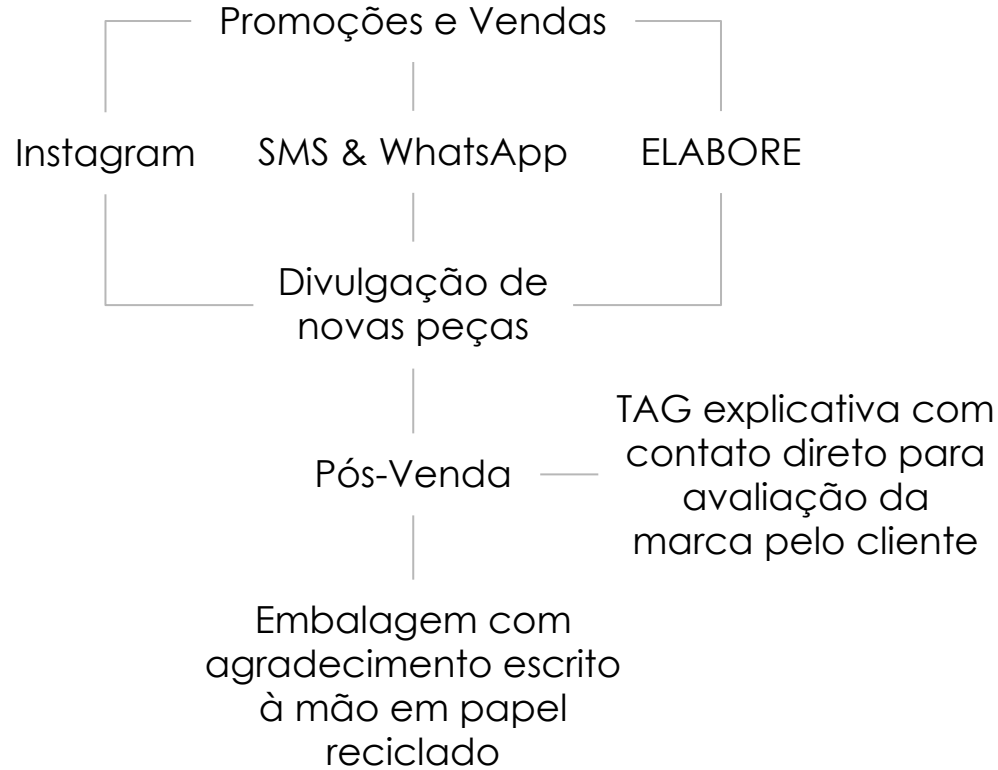 Promoções e Vendas
Instagram
SMS & WhatsApp
ELABORE
Divulgação de
novas peças
Pós-Venda
TAG explicativa com
contato direto para
avaliação da
marca pelo cliente
Embalagem com
agradecimento escrito
à mão em papel
reciclado